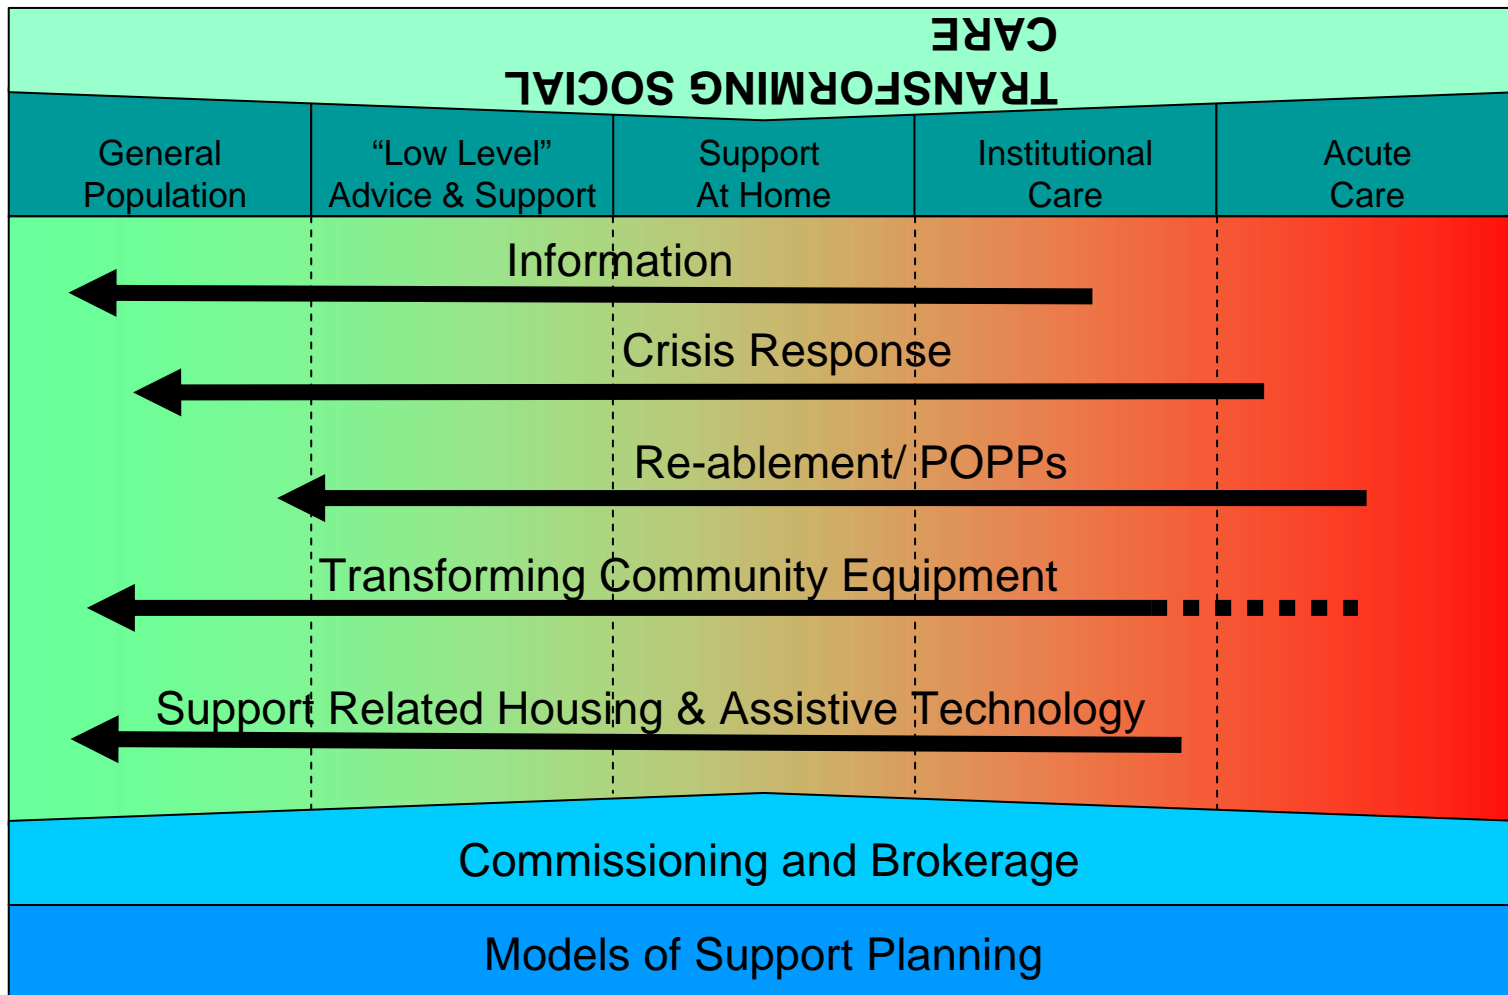 TRANSFORMING SOCIAL
CARE
General
Population
“Low Level”
Advice & Support
Support
At Home
Institutional
Care
Acute
Care
Information
Crisis Response
Re-ablement/ POPPs
Transforming Community Equipment
Support Related Housing & Assistive Technology
Commissioning and Brokerage
Models of Support Planning